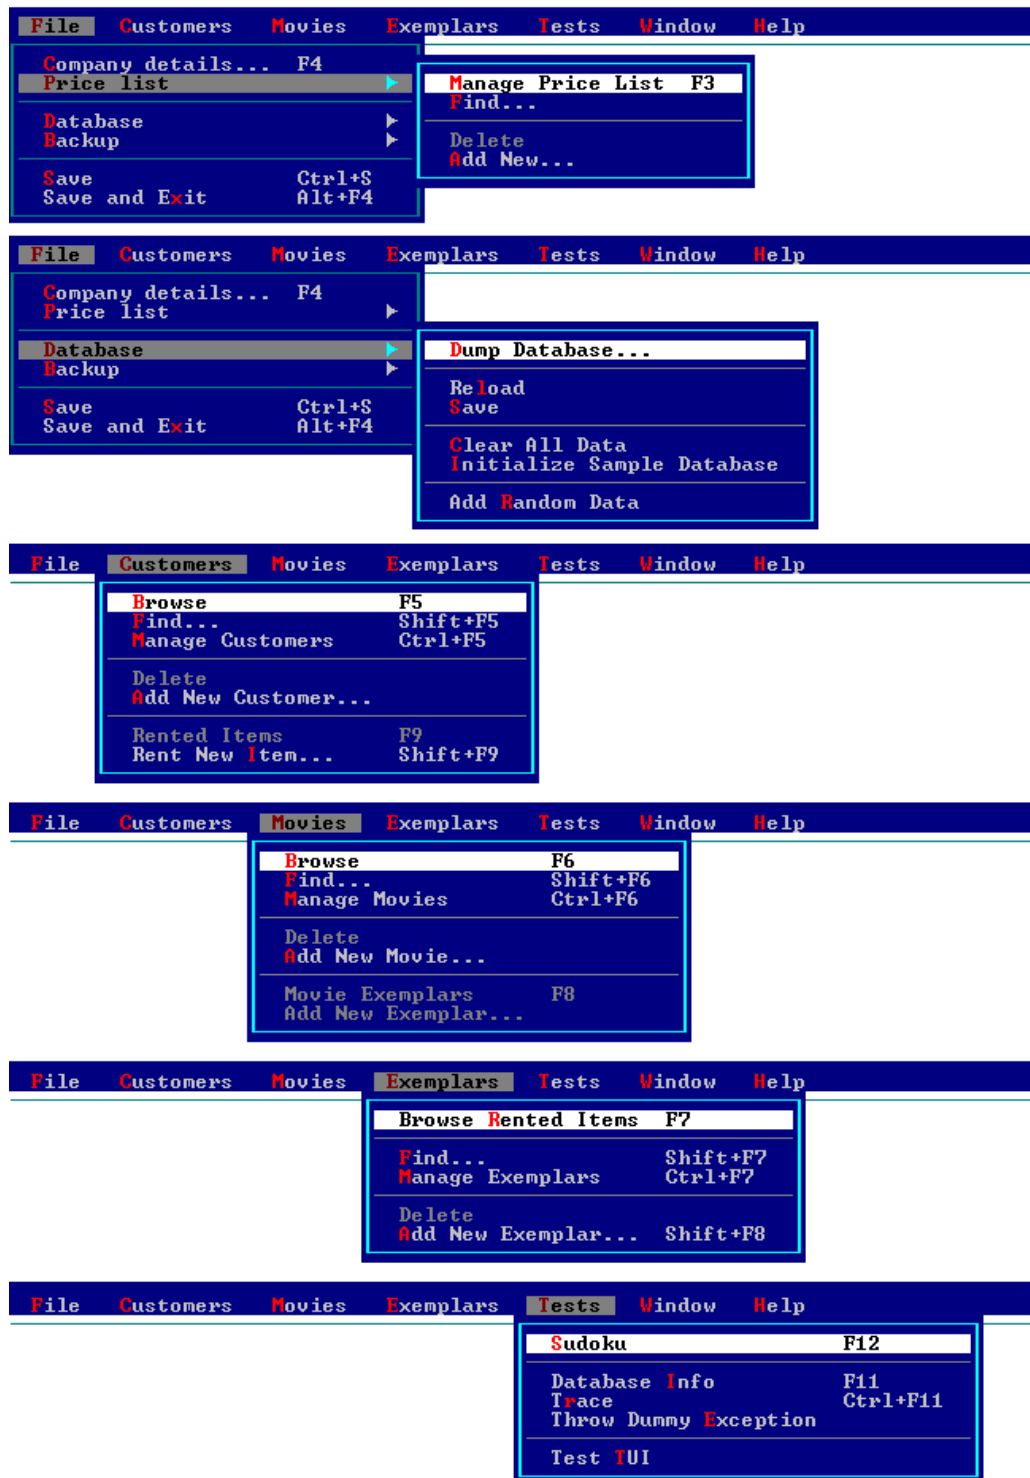 File Customers Movies Exemplars Tests Window Help
Company details... F4
Price list ►
Manage Price List F3
Find...
Database ►
Delete
Backup ►
Add New...
Save Ctrl+S
Save and Exit Alt+F4
File Customers Movies Exemplars Tests Window Help
Company details... F4
Price list ►
Database ►
Dump Database...
Backup ►
Reload
Save Ctrl+S
Save
Save and Exit Alt+F4
Clear All Data
Initialize Sample Database
Add Random Data
File Customers Movies Exemplars Tests Window Help
Browse F5
Find... Shift+F5
Manage Customers Ctrl+F5
Delete
Add New Customer...
Rented Items F9
Rent New Item... Shift+F9
File Customers Movies Exemplars Tests Window Help
Browse F6
Find... Shift+F6
Manage Movies Ctrl+F6
Delete
Add New Movie...
Movie Exemplars F8
Add New Exemplar...
File Customers Movies Exemplars Tests Window Help
Browse Rented Items F7
Find... Shift+F7
Manage Exemplars Ctrl+F7
Delete
Add New Exemplar... Shift+F8
File Customers Movies Exemplars Tests Window Help
Sudoku F12
Database Info F11
Trace Ctrl+F11
Throw Dummy Exception
Test TUI